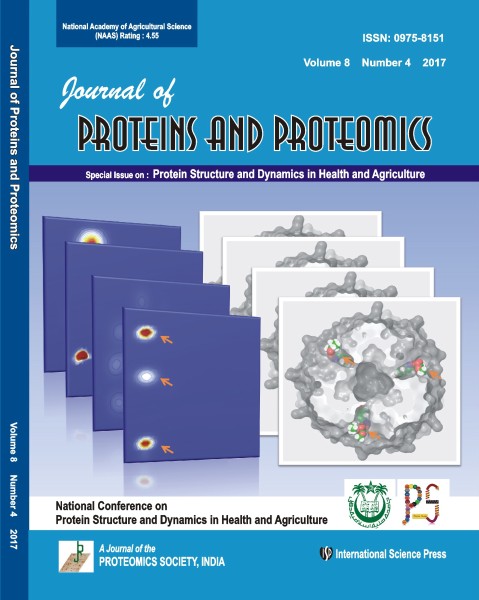 National Academy of Agricultural Science
(NAAS) Rating : 4.55
ISSN: 0975-8151
Volume 8 Number 4 2017
Journal of
PROTEINS AND PROTEOMICS
Special Issue on : Protein Structure and Dynamics in Health and Agriculture
National Conference on
Protein Structure and Dynamics in Health and Agriculture
A Journal of the
PROTEOMICS SOCIETY, INDIA
ISP International Science Press
Journal of Proteins and Proteomics
Volume 8 Number 4 2017